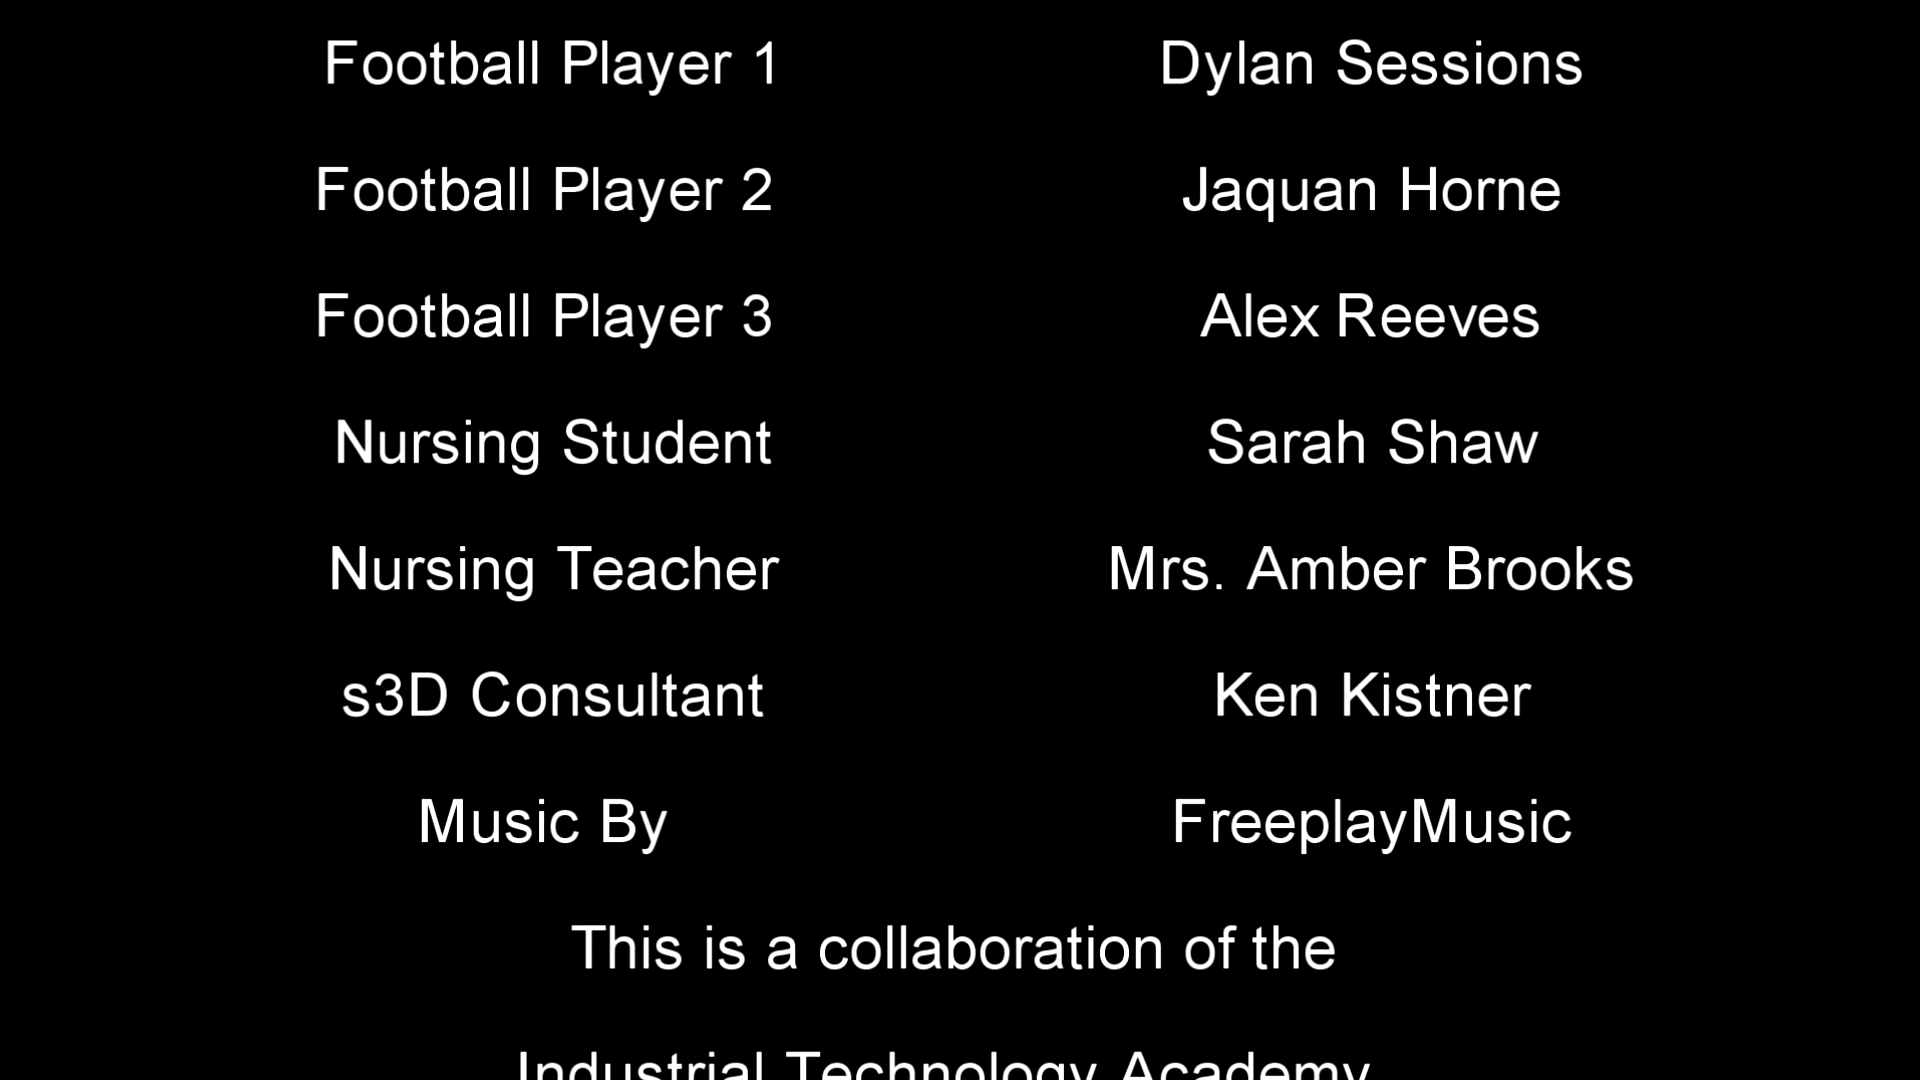 Football Player 1 Dylan Sessions
Football Player 2 Jaquan Horne
Football Player 3 Alex Reeves
Nursing Student Sarah Shaw
Nursing Teacher Mrs. Amber Brooks
s3D Consultant Ken Kistner
Music By FreeplayMusic
This is a collaboration of the
Industrial Technology Academy